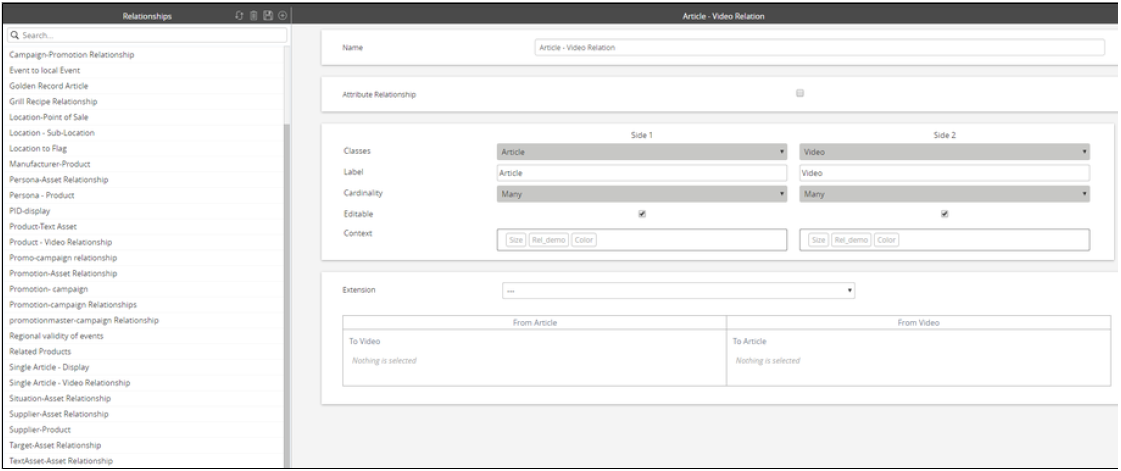 Relationships
Search...
Campaign-Promotion Relationship
Event to local Event
Golden Record Article
Grill Recipe Relationship
Location-Point of Sale
Location - Sub-Location
Location to Flag
Manufacturer-Product
Persona-Asset Relationship
Persona - Product
PID-display
Product-Text Asset
Product - Video Relationship
Promo-campaign relationship
Promotion-Asset Relationship
Promotion- campaign
Promotion-campaign Relationships
promotionmaster-campaign Relationship
Regional validity of events
Related Products
Single Article - Display
Single Article - Video Relationship
Situation-Asset Relationship
Supplier-Asset Relationship
Supplier-Product
Target-Asset Relationship
TextAsset-Asset Relationship
Article - Video Relation
Name Article - Video Relation
Attribute Relationship
Side 1 Side 2
Classes Article Video
Label Article Video
Cardinality Many Many
Editable
Context Size Rel_demo Color Size Rel_demo Color
Extension ---
From Article From Video
To Video To Article
Nothing is selected Nothing is selected